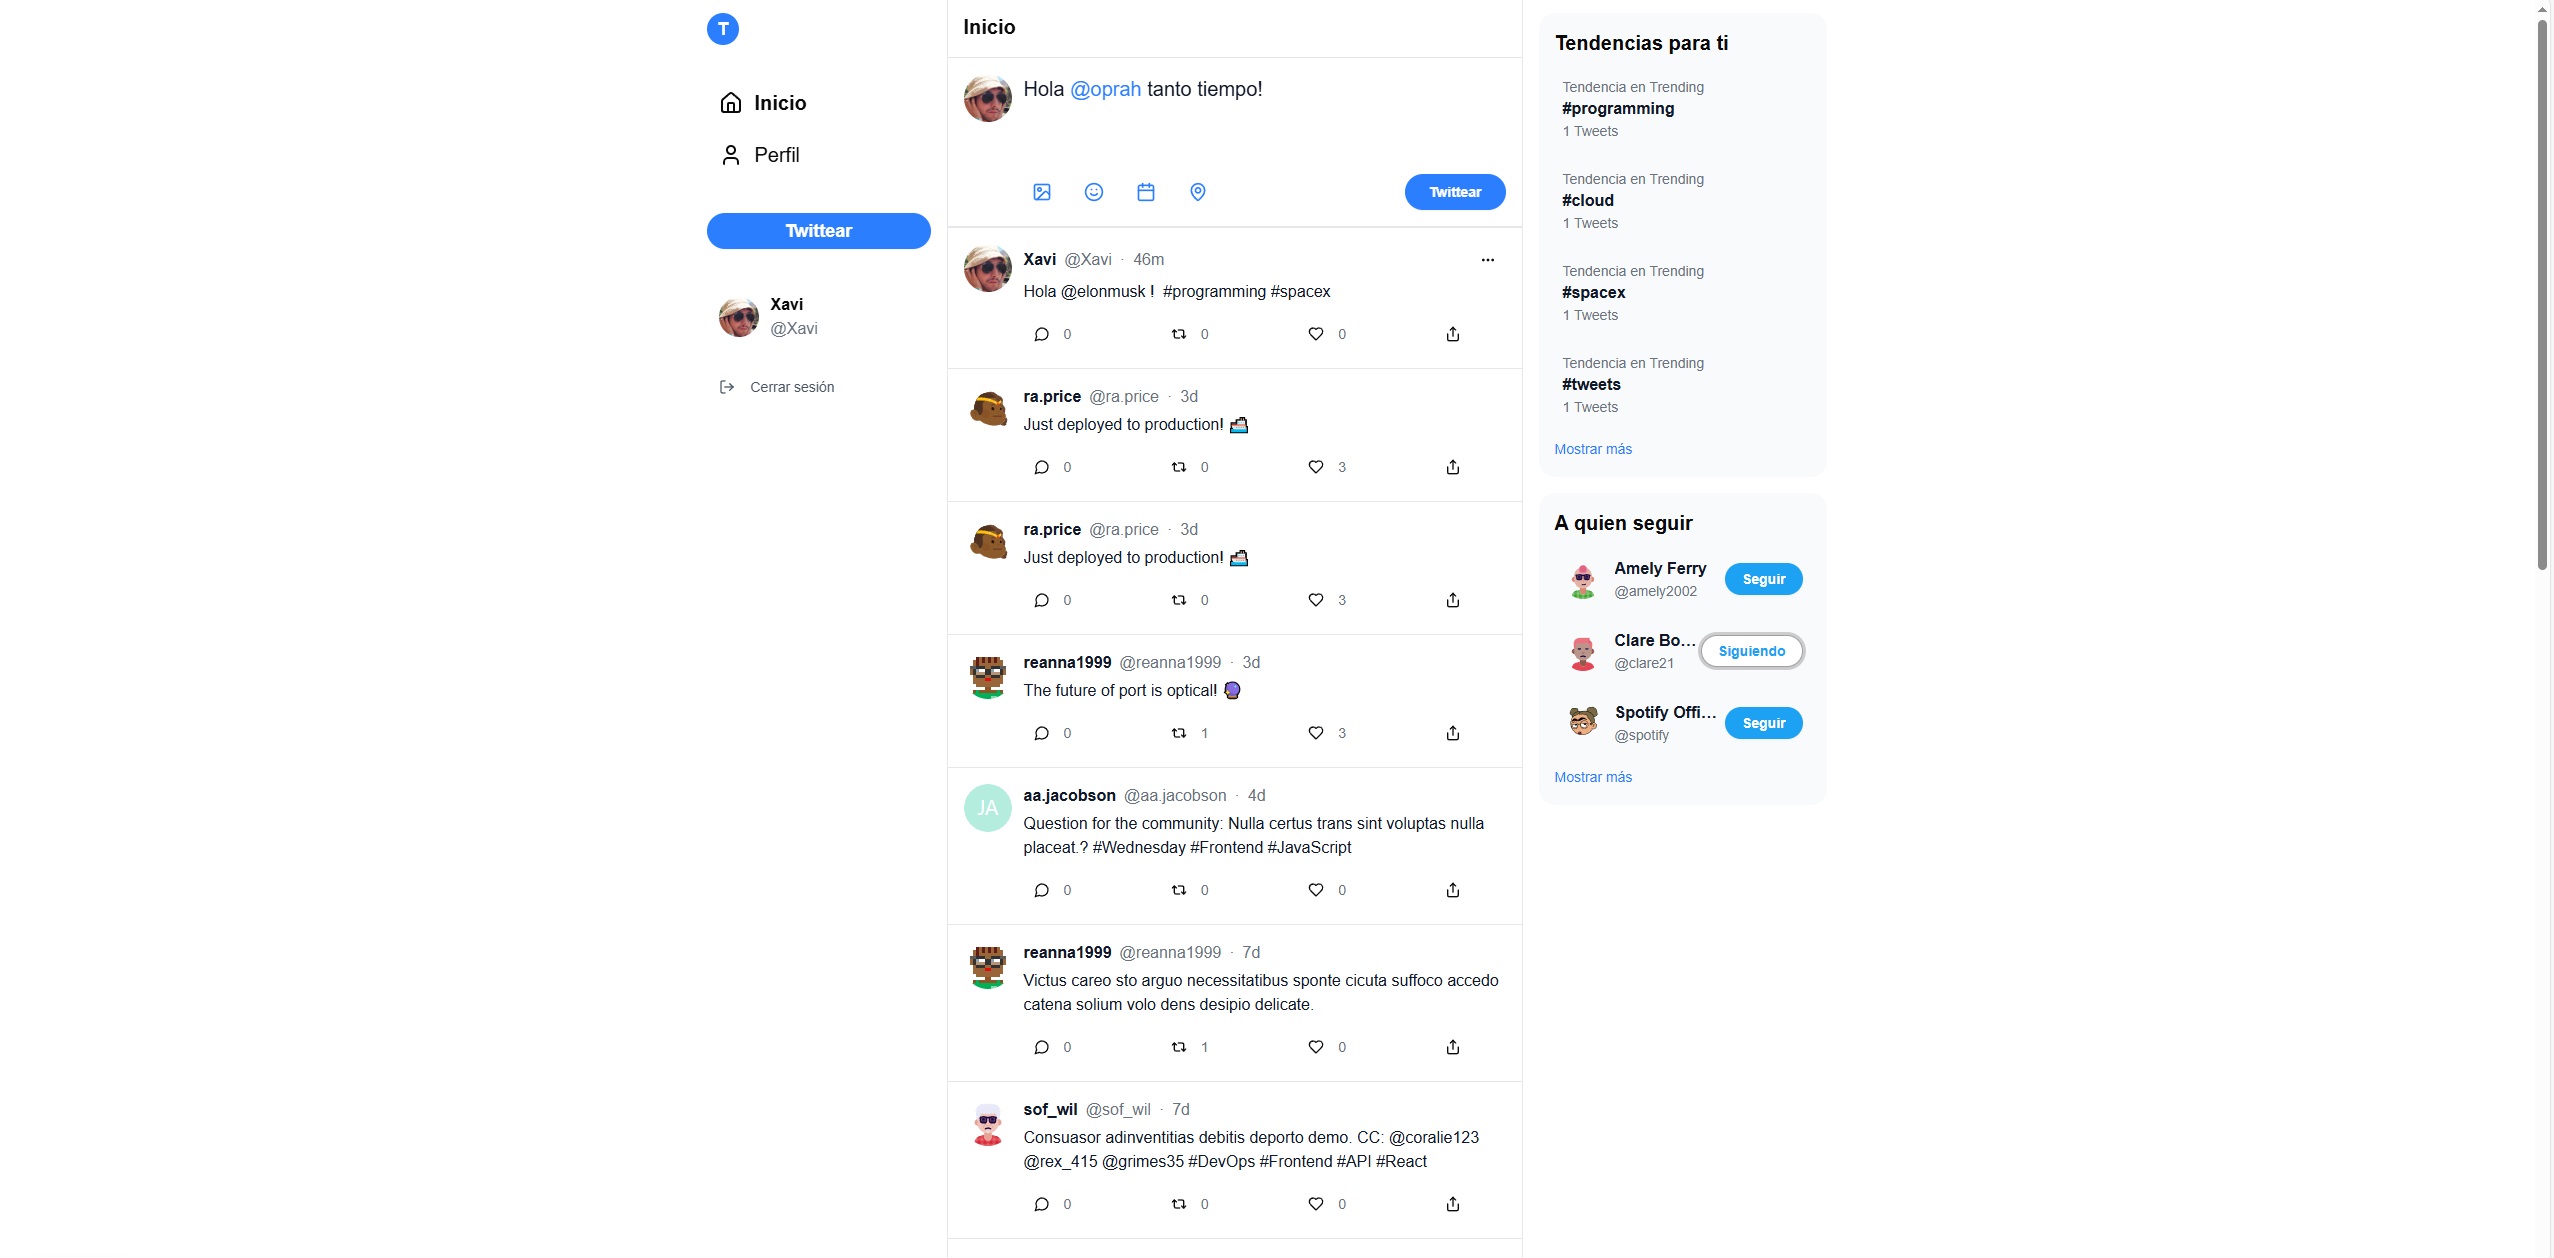 T
Inicio
Perfil
Twittear
Xavi
@Xavi
Cerrar sesión
Inicio
Hola @oprah tanto tiempo!
Twittear
Xavi @Xavi · 46m
Hola @elonmusk !  #programming #spacex
0 0 0
ra.price @ra.price · 3d
Just deployed to production! 🚢
0 0 3
ra.price @ra.price · 3d
Just deployed to production! 🚢
0 0 3
reanna1999 @reanna1999 · 3d
The future of port is optical! 🔮
0 1 3
JA
aa.jacobson @aa.jacobson · 4d
Question for the community: Nulla certus trans sint voluptas nulla
placeat.? #Wednesday #Frontend #JavaScript
0 0 0
reanna1999 @reanna1999 · 7d
Victus careo sto arguo necessitatibus sponte cicuta suffoco accedo
catena solium volo dens desipio delicate.
0 1 0
sof_wil @sof_wil · 7d
Consuasor adinventitias debitis deporto demo. CC: @coralie123
@rex_415 @grimes35 #DevOps #Frontend #API #React
0 0 0
Tendencias para ti
Tendencia en Trending
#programming
1 Tweets
Tendencia en Trending
#cloud
1 Tweets
Tendencia en Trending
#spacex
1 Tweets
Tendencia en Trending
#tweets
1 Tweets
Mostrar más
A quien seguir
Amely Ferry
@amely2002
Seguir
Clare Bo...
@clare21
Siguiendo
Spotify Offi...
@spotify
Seguir
Mostrar más